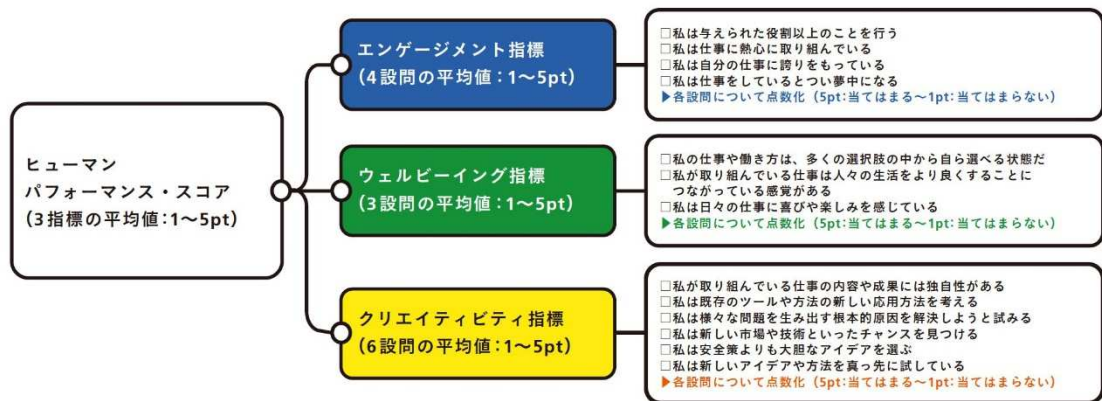 ヒューマン
パフォーマンス・スコア
(3指標の平均値:1〜5pt)
エンゲージメント指標
(4設問の平均値:1〜5pt)
□私は与えられた役割以上のことを行う
□私は仕事に熱心に取り組んでいる
□私は自分の仕事に誇りをもっている
□私は仕事をしているとつい夢中になる
▶各設問について点数化(5pt:当てはまる〜1pt:当てはまらない)
ウェルビーイング指標
(3設問の平均値:1〜5pt)
□私の仕事や働き方は、多くの選択肢の中から自ら選べる状態だ
□私が取り組んでいる仕事は人々の生活をより良くすることに
つながっている感覚がある
□私は日々の仕事に喜びや楽しみを感じている
▶各設問について点数化(5pt:当てはまる〜1pt:当てはまらない)
クリエイティビティ指標
(6設問の平均値:1〜5pt)
□私が取り組んでいる仕事の内容や成果には独自性がある
□私は既存のツールや方法の新しい応用方法を考える
□私は様々な問題を生み出す根本的原因を解決しようと試みる
□私は新しい市場や技術といったチャンスを見つける
□私は安全策よりも大胆なアイデアを選ぶ
□私は新しいアイデアや方法を真っ先に試している
▶各設問について点数化(5pt:当てはまる〜1pt:当てはまらない)